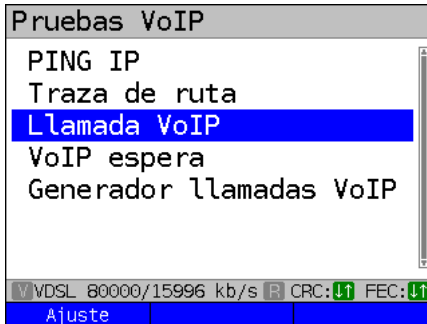 Pruebas VoIP
PING IP
Traza de ruta
Llamada VoIP
VoIP espera
Generador llamadas VoIP
V VDSL 80000/15996 kb/s R CRC:↓↑ FEC:↓↑
Ajuste